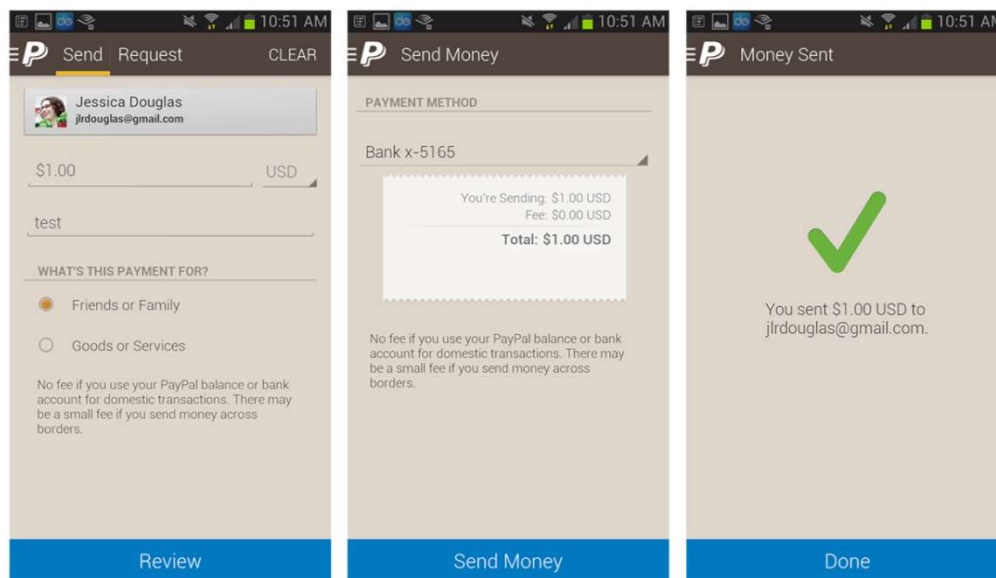 10:51 AM
P Send Request CLEAR
Jessica Douglas
jlrdouglas@gmail.com
$1.00 USD
test
WHAT'S THIS PAYMENT FOR?
Friends or Family
Goods or Services
No fee if you use your PayPal balance or bank
account for domestic transactions. There may
be a small fee if you send money across
borders.
Review
10:51 AM
P Send Money
PAYMENT METHOD
Bank x-5165
You're Sending: $1.00 USD
Fee: $0.00 USD
Total: $1.00 USD
No fee if you use your PayPal balance or bank
account for domestic transactions. There may
be a small fee if you send money across
borders.
Send Money
10:51 AM
P Money Sent
You sent $1.00 USD to
jlrdouglas@gmail.com.
Done